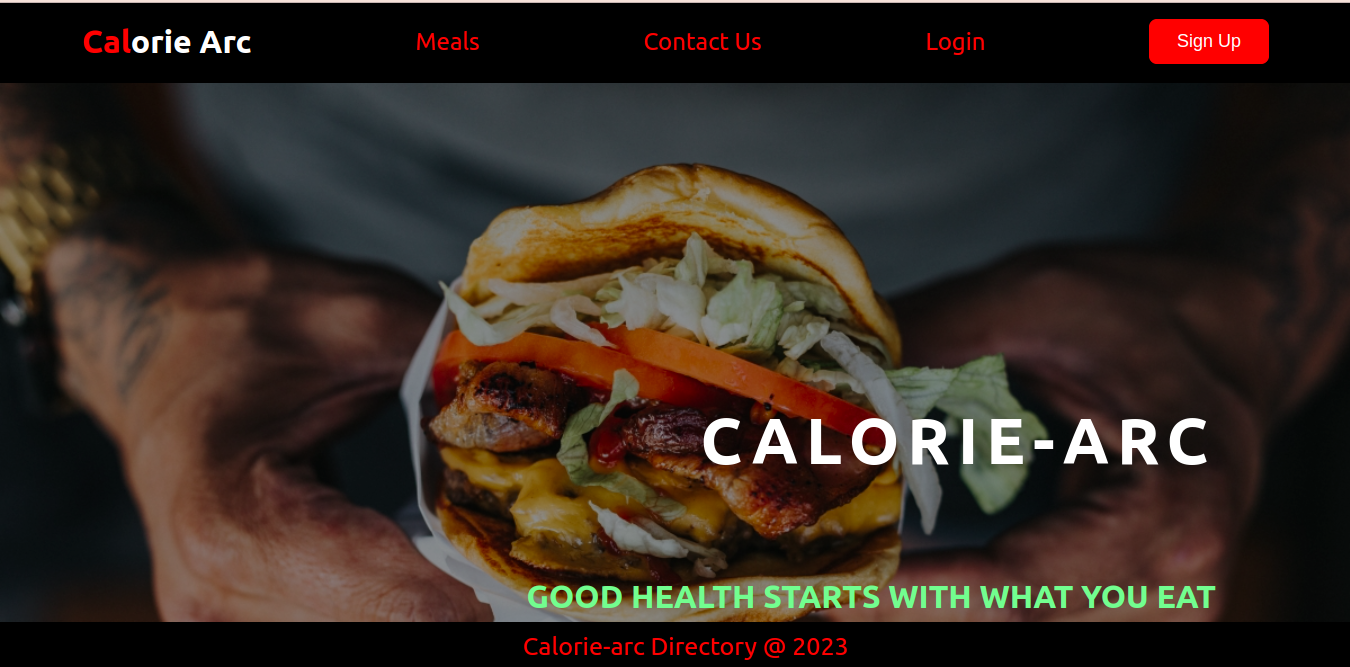 Calorie Arc Meals Contact Us Login Sign Up
CALORIE-ARC
GOOD HEALTH STARTS WITH WHAT YOU EAT
Calorie-arc Directory @ 2023